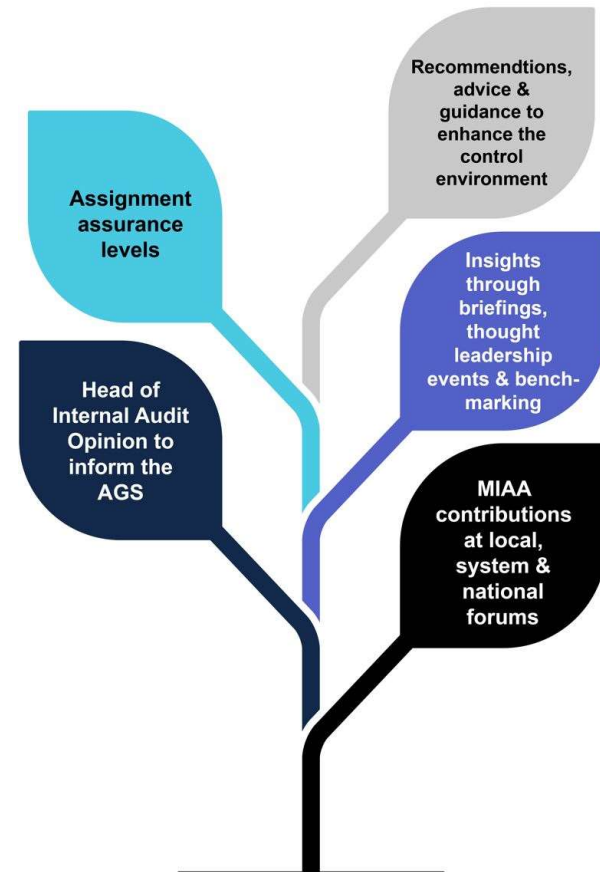 Recommendtions,
advice &
guidance to
enhance the
control
environment
Assignment
assurance
levels
Insights
through
briefings,
thought
leadership
events & bench-
marking
Head of
Internal Audit
Opinion to
inform the
AGS
MIAA
contributions
at local,
system &
national
forums